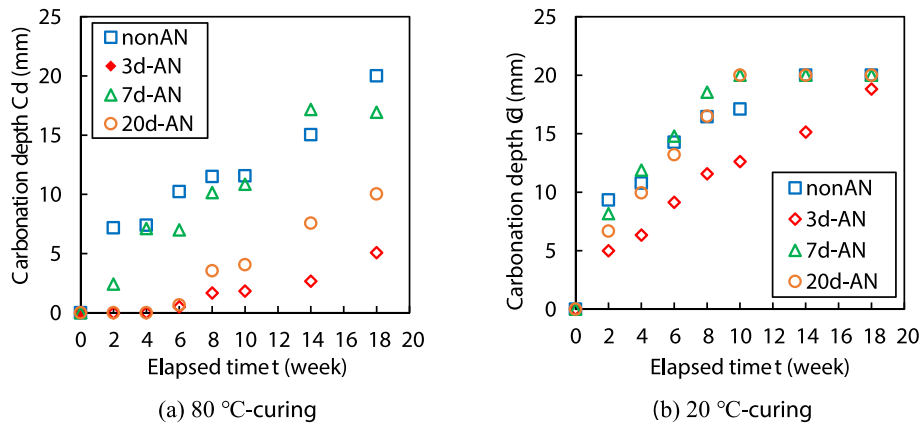 25
20
15
10
5
0
Carbonation depth Cd (mm)
nonAN
3d-AN
7d-AN
20d-AN
0 2 4 6 8 10 12 14 16 18 20
Elapsed time t (week)
(a) 80 °C-curing
25
20
15
10
5
0
Carbonation depth Cd (mm)
nonAN
3d-AN
7d-AN
20d-AN
0 2 4 6 8 10 12 14 16 18 20
Elapsed time t (week)
(b) 20 °C-curing